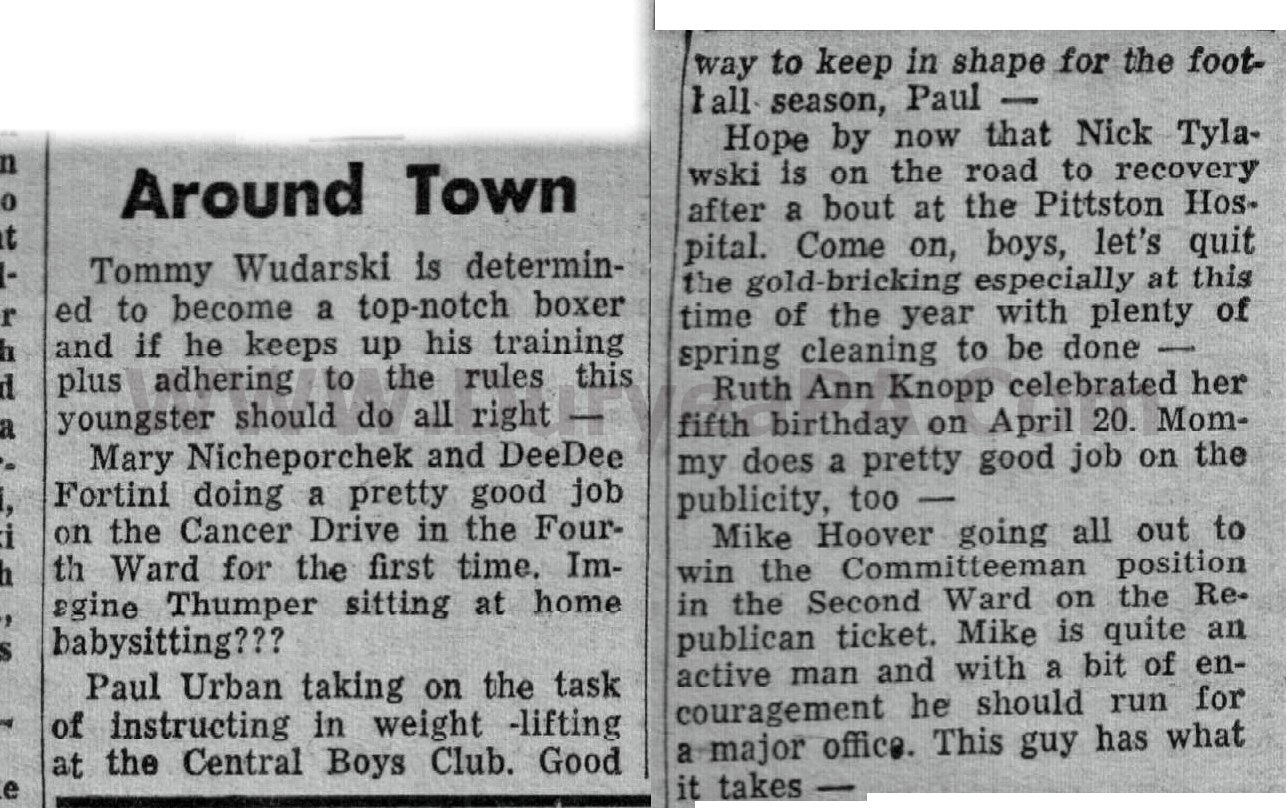 Around Town
Tommy Wudarski is determin-
ed to become a top-notch boxer
and if he keeps up his training
plus adhering to the rules this
youngster should do all right —
Mary Nicheporchek and DeeDee
Fortini doing a pretty good job
on the Cancer Drive in the Four-
th Ward for the first time. Im-
agine Thumper sitting at home
babysitting???
Paul Urban taking on the task
of instructing in weight -lifting
at the Central Boys Club. Good
way to keep in shape for the foot-
ball season, Paul —
Hope by now that Nick Tyla-
wski is on the road to recovery
after a bout at the Pittston Hos-
pital. Come on, boys, let's quit
the gold-bricking especially at this
time of the year with plenty of
spring cleaning to be done —
Ruth Ann Knopp celebrated her
fifth birthday on April 20. Mom-
my does a pretty good job on the
publicity, too —
Mike Hoover going all out to
win the Committeeman position
in the Second Ward on the Re-
publican ticket. Mike is quite an
active man and with a bit of en-
couragement he should run for
a major office. This guy has what
it takes —
www.DuryeaPA.Com